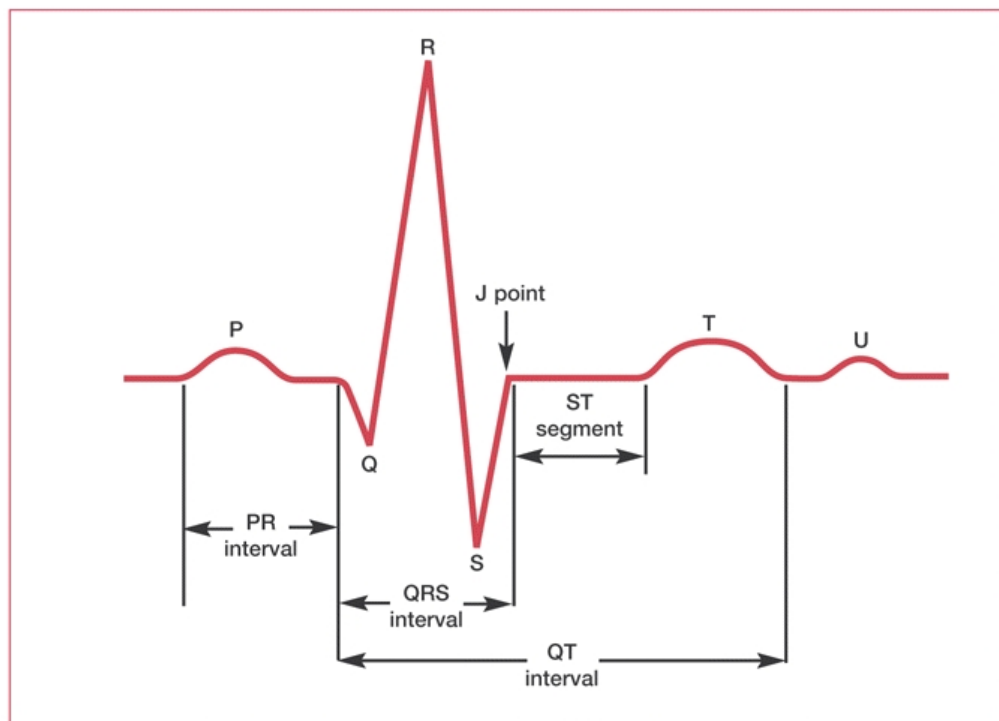 R
J point
P
T
U
ST
segment
Q
PR
interval
S
QRS
interval
QT
interval